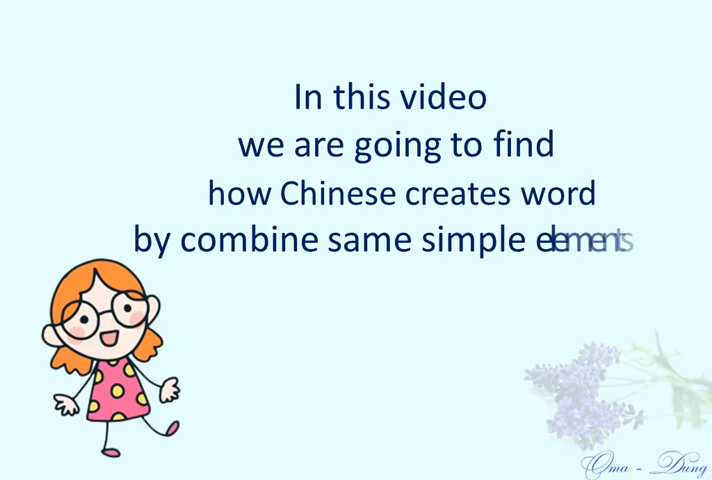 In this video
we are going to find
how Chinese creates word
by combine same simple elements
Oma - Dung